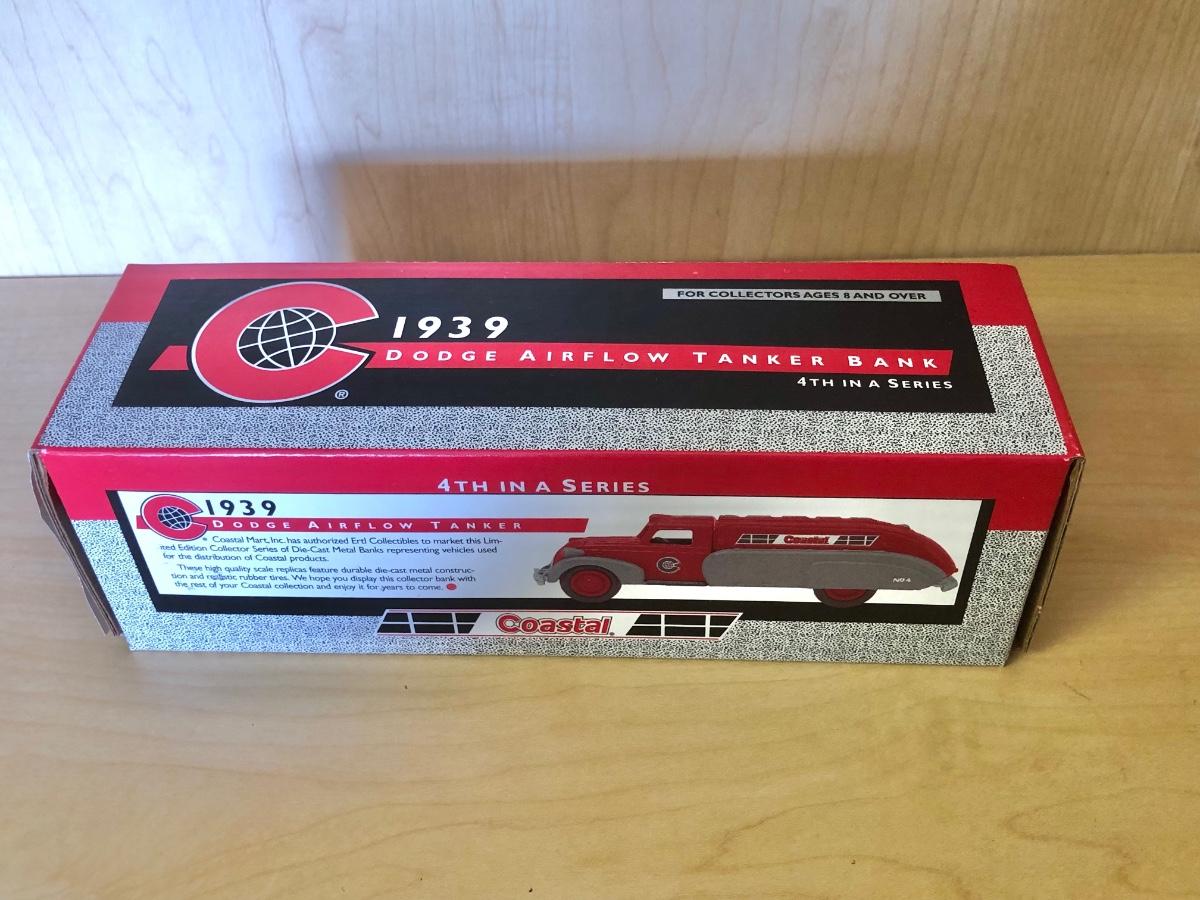 FOR COLLECTORS AGES 8 AND OVER
1939
DODGE AIRFLOW TANKER BANK
4TH IN A SERIES
®
4TH IN A SERIES
1939
DODGE AIRFLOW TANKER
Coastal Mart, Inc. has authorized Ertl Collectibles to market this Lim-
ited Edition Collector Series of Die-Cast Metal Banks representing vehicles used
for the distribution of Coastal products.
These high quality scale replicas feature durable die-cast metal construc-
tion and realistic rubber tires. We hope you display this collector bank with
the rest of your Coastal collection and enjoy it for years to come.
Coastal
NO 4
Coastal®